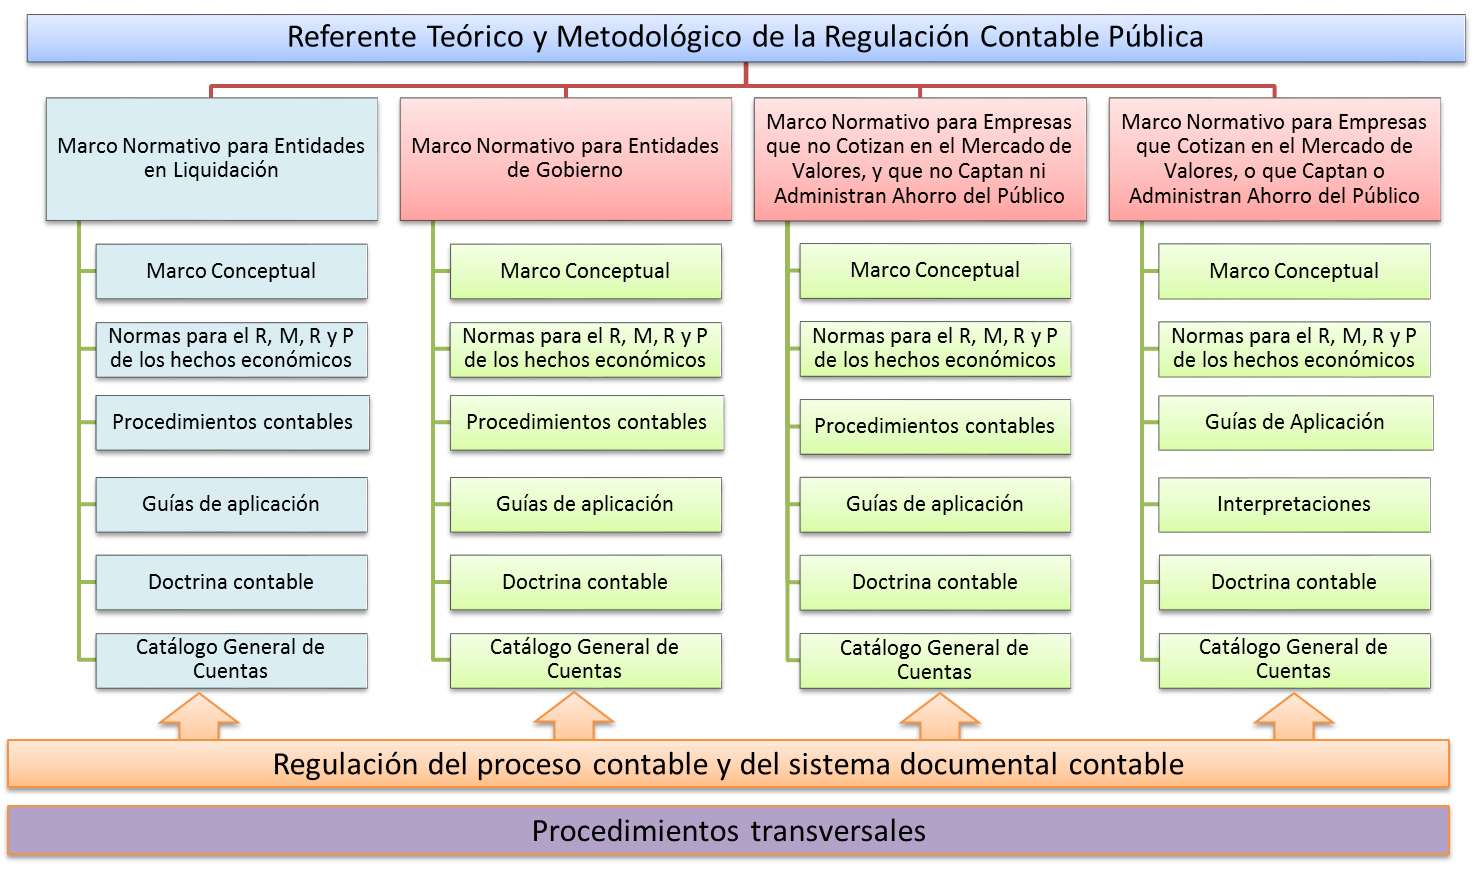 Referente Teórico y Metodológico de la Regulación Contable Pública
Marco Normativo para Entidades
en Liquidación
Marco Conceptual
Normas para el R, M, R y P
de los hechos económicos
Procedimientos contables
Guías de aplicación
Doctrina contable
Catálogo General de
Cuentas
Marco Normativo para Entidades
de Gobierno
Marco Conceptual
Normas para el R, M, R y P
de los hechos económicos
Procedimientos contables
Guías de aplicación
Doctrina contable
Catálogo General de
Cuentas
Marco Normativo para Empresas
que no Cotizan en el Mercado de
Valores, y que no Captan ni
Administran Ahorro del Público
Marco Conceptual
Normas para el R, M, R y P
de los hechos económicos
Procedimientos contables
Guías de aplicación
Doctrina contable
Catálogo General de
Cuentas
Marco Normativo para Empresas
que Cotizan en el Mercado de
Valores, o que Captan o
Administran Ahorro del Público
Marco Conceptual
Normas para el R, M, R y P
de los hechos económicos
Guías de Aplicación
Interpretaciones
Doctrina contable
Catálogo General de
Cuentas
Regulación del proceso contable y del sistema documental contable
Procedimientos transversales